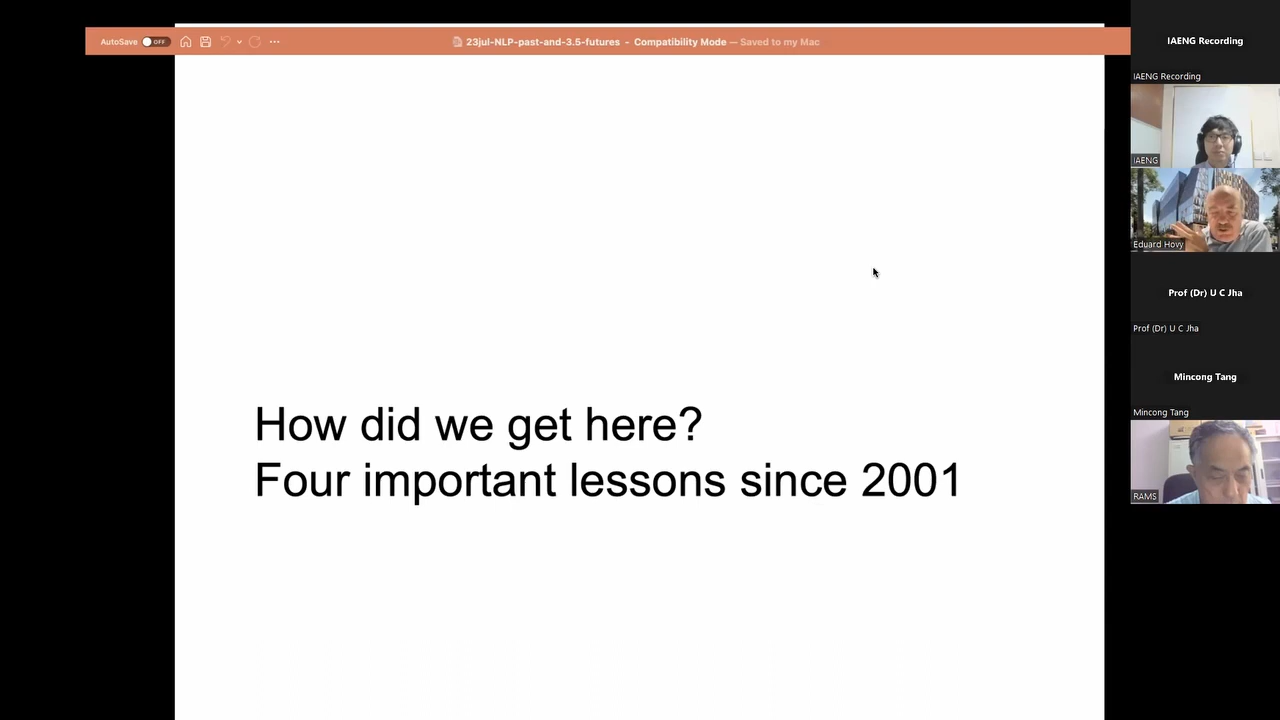 AutoSave OFF 23jul-NLP-past-and-3.5-futures - Compatibility Mode — Saved to my Mac
How did we get here?
Four important lessons since 2001
IAENG Recording
IAENG Recording
IAENG
Eduard Hovy
Prof (Dr) U C Jha
Prof (Dr) U C Jha
Mincong Tang
Mincong Tang
RAMS